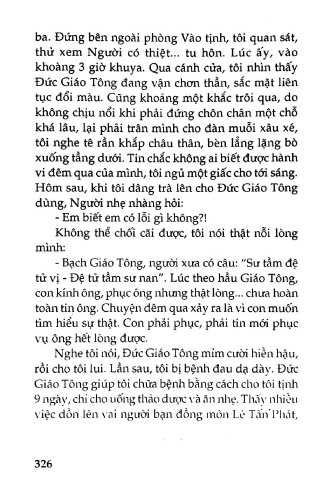 ba. Đứng bên ngoài phòng Vào tịnh, tôi quan sát,
thử xem Người có thiệt... tu hôn. Lúc ấy, vào
khoảng 3 giờ khuya. Qua cánh cửa, tôi nhìn thấy
Đức Giáo Tông đang vận chơn thần, sắc mặt liên
tục đổi màu. Cũng khoảng một khắc trôi qua, do
không chịu nổi khi phải đứng chôn chân một chỗ
khá lâu, lại phải trân mình cho đàn muỗi xâu xé,
tôi nghe tê rần khắp châu thân, bèn lẳng lặng bò
xuống tầng dưới. Tin chắc không ai biết được hành
vi đêm qua của mình, tôi ngủ một giấc cho tới sáng.
Hôm sau, khi tôi dâng trà lên cho Đức Giáo Tông
dùng, Người nhẹ nhàng hỏi:
- Em biết em có lỗi gì không?!
Không thể chối cãi được, tôi nói thật nỗi lòng
mình:
- Bạch Giáo Tông, người xưa có câu: “Sư tầm đệ
tử vị - Đệ tử tầm sư nan”. Lúc theo hầu Giáo Tông,
con kính ông, phục ông nhưng thật lòng... chưa hoàn
toàn tin ông. Chuyện đêm qua xảy ra là vì con muốn
tìm hiểu sự thật. Con phải phục, phải tin mới phục
vụ ông hết lòng được.
Nghe tôi nói, Đức Giáo Tông mỉm cười hiền hậu,
rồi cho tôi lui. Lần sau, tôi bị bệnh đau dạ dày. Đức
Giáo Tông giúp tôi chữa bệnh bằng cách cho tôi tịnh
9 ngày, chỉ cho uống thảo dược và ăn nhẹ. Thấy nhiều
việc dồn lên vai người bạn đồng môn Lê Tấn Phát,
326